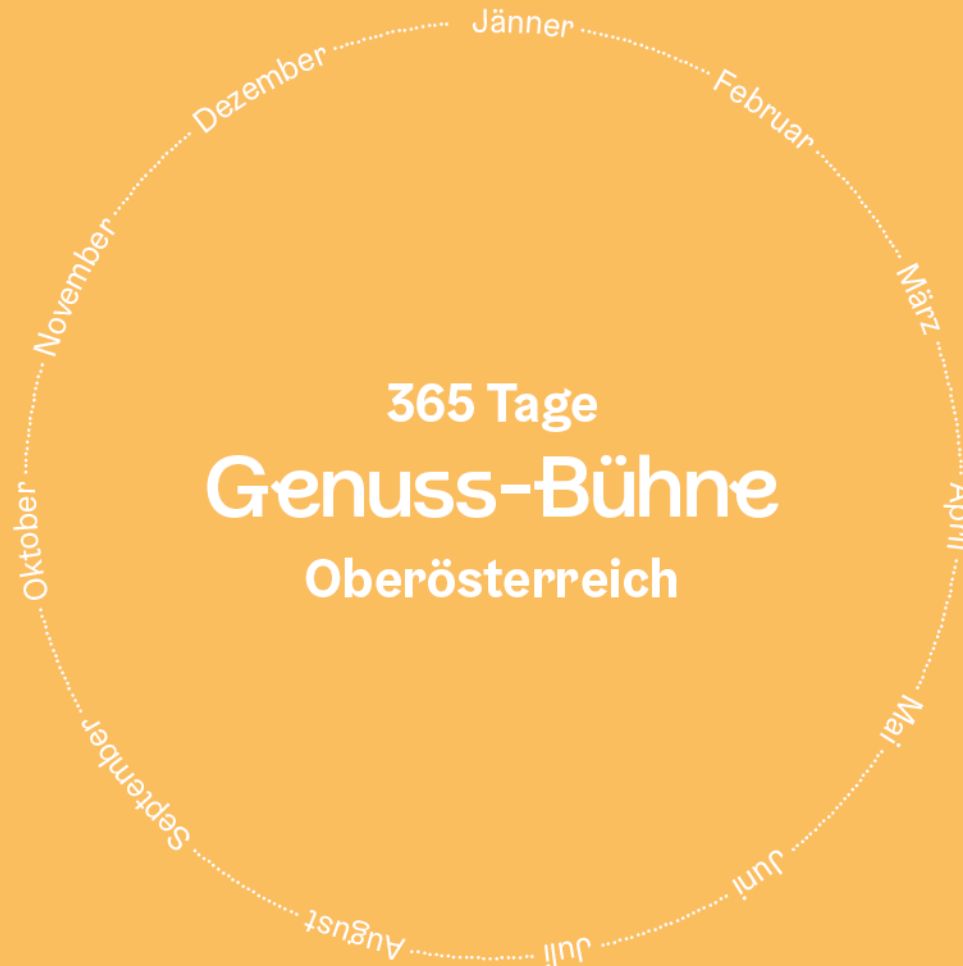 Jänner
Februar
März
April
Mai
Juni
Juli
August
September
Oktober
November
Dezember
365 Tage
Genuss-Bühne
Oberösterreich